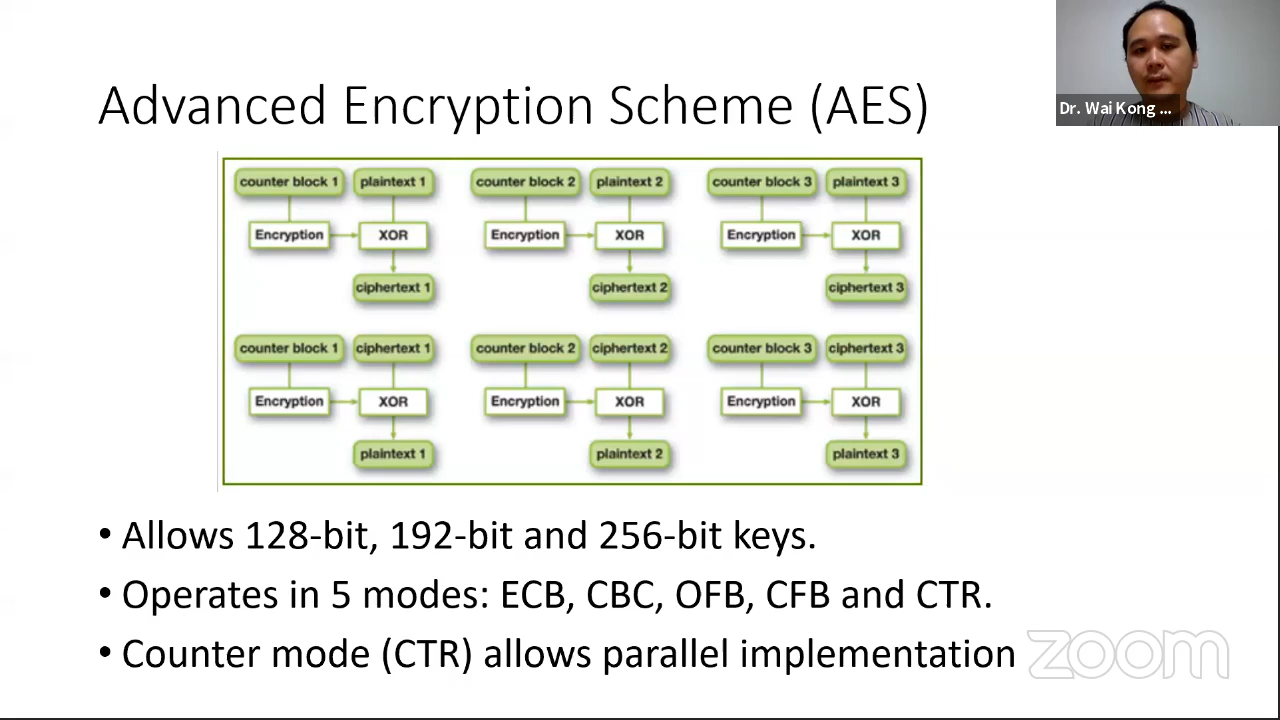 Advanced Encryption Scheme (AES)
Dr. Wai Kong ...
counter block 1 plaintext 1 counter block 2 plaintext 2 counter block 3 plaintext 3
Encryption XOR Encryption XOR Encryption XOR
ciphertext 1 ciphertext 2 ciphertext 3
counter block 1 ciphertext 1 counter block 2 ciphertext 2 counter block 3 ciphertext 3
Encryption XOR Encryption XOR Encryption XOR
plaintext 1 plaintext 2 plaintext 3
• Allows 128-bit, 192-bit and 256-bit keys.
• Operates in 5 modes: ECB, CBC, OFB, CFB and CTR.
• Counter mode (CTR) allows parallel implementation
zoom